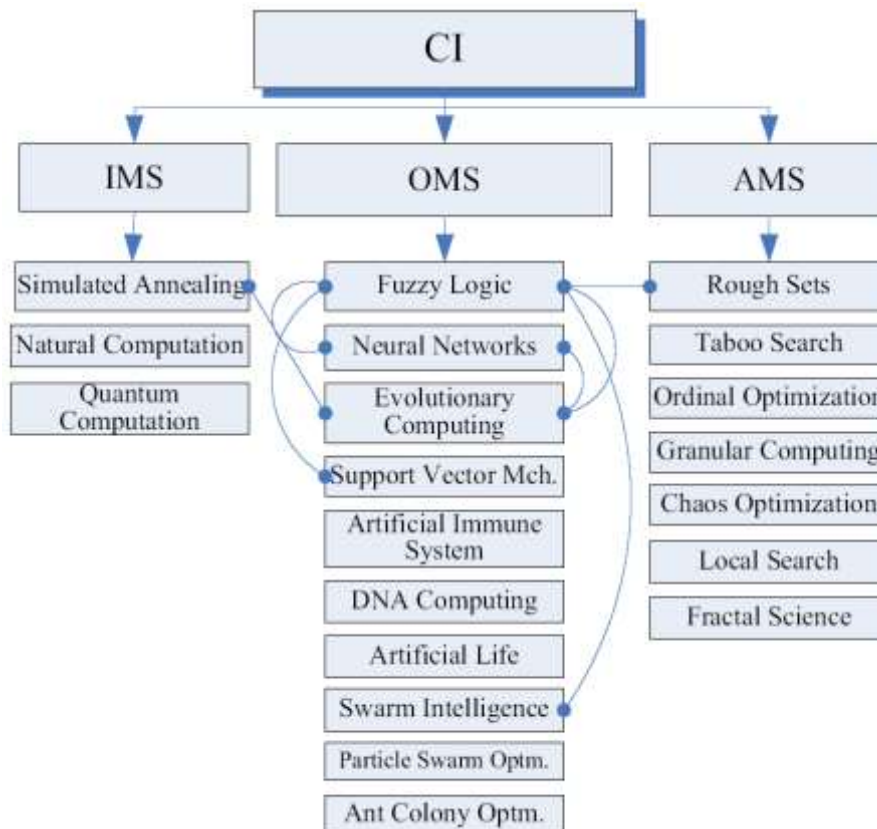 CI
IMS
OMS
AMS
Simulated Annealing
Natural Computation
Quantum
Computation
Fuzzy Logic
Neural Networks
Evolutionary
Computing
Support Vector Mch.
Artificial Immune
System
DNA Computing
Artificial Life
Swarm Intelligence
Particle Swarm Optm.
Ant Colony Optm.
Rough Sets
Taboo Search
Ordinal Optimization
Granular Computing
Chaos Optimization
Local Search
Fractal Science